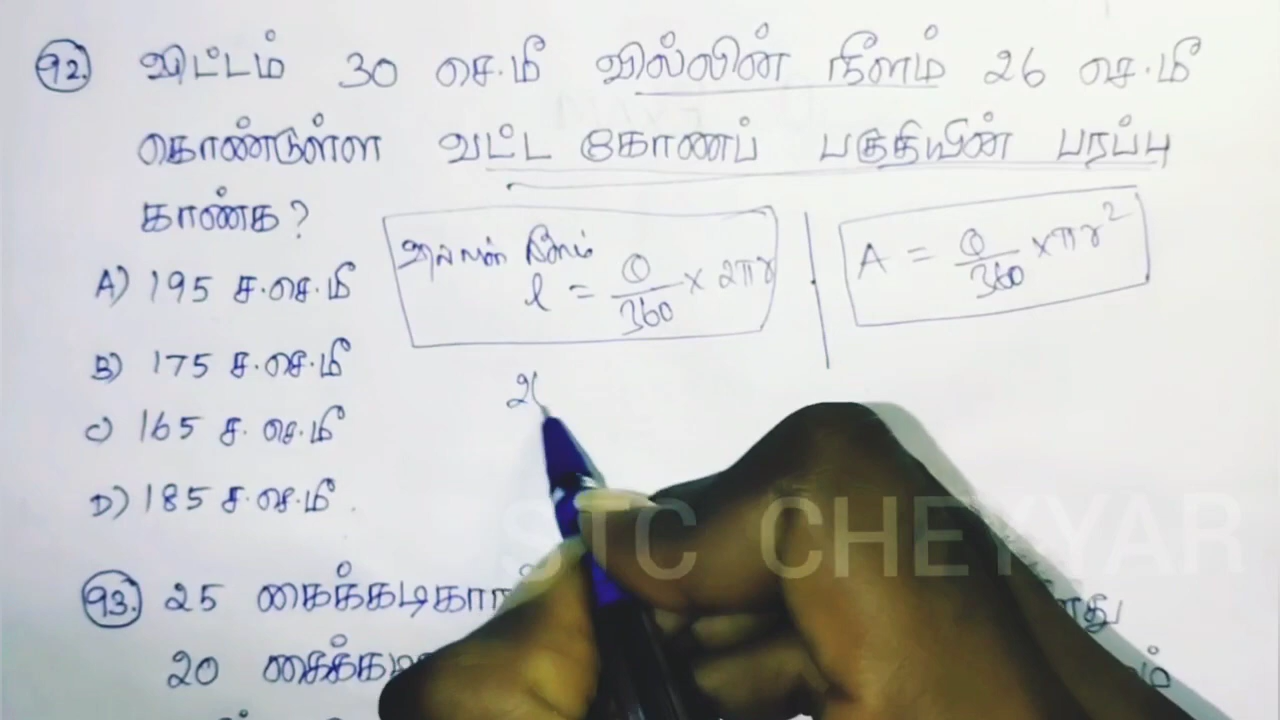 92. விட்டம் 30 செ.மீ வில்லின் நீளம் 26 செ.மீ
கொண்டுள்ள வட்ட கோணப் பகுதியின் பரப்பு
காண்க?
வில்லின் நீளம்
l = θ/360 × 2πr
A = θ/360 × πr²
A) 195 ச.செ.மீ
B) 175 ச.செ.மீ
C) 165 ச.செ.மீ
D) 185 ச.செ.மீ.
STC CHEYYAR
93. 25
20